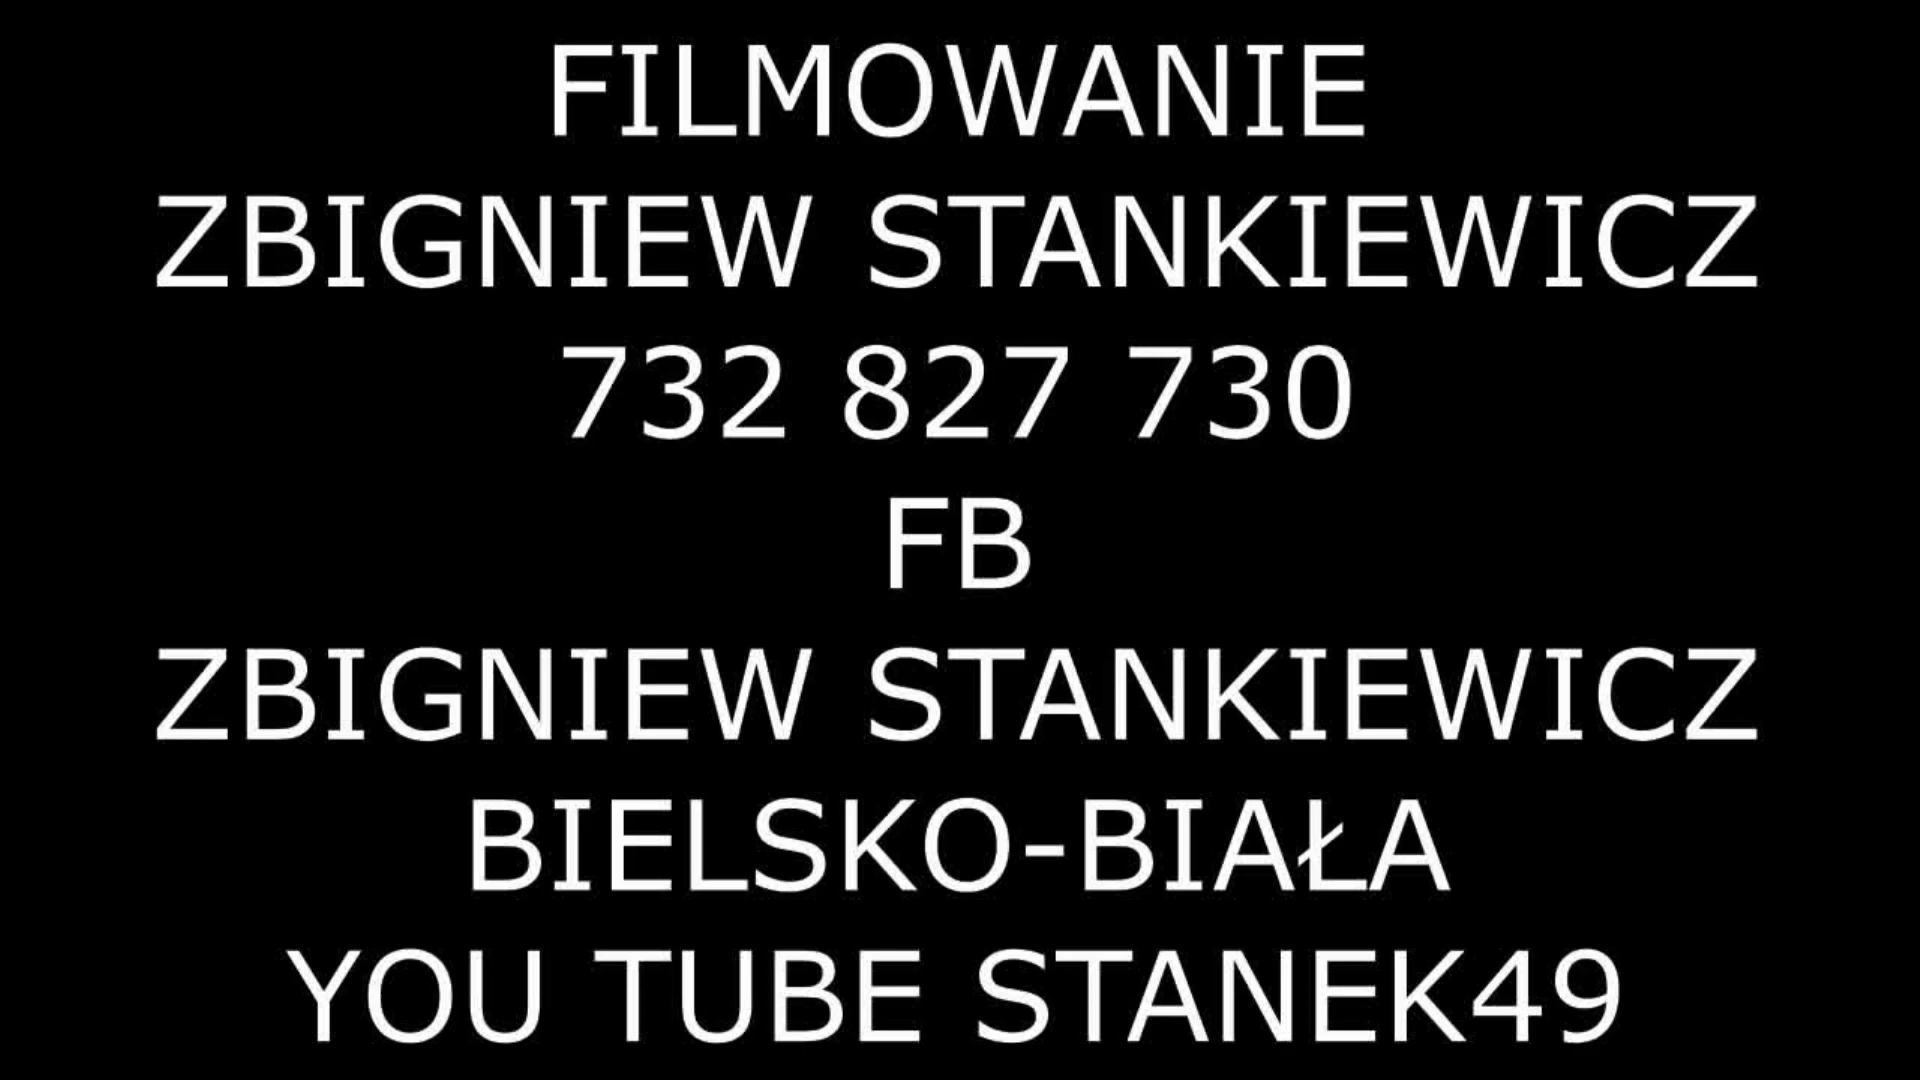 FILMOWANIE
ZBIGNIEW STANKIEWICZ
732 827 730
FB
ZBIGNIEW STANKIEWICZ
BIELSKO-BIAŁA
YOU TUBE STANEK49